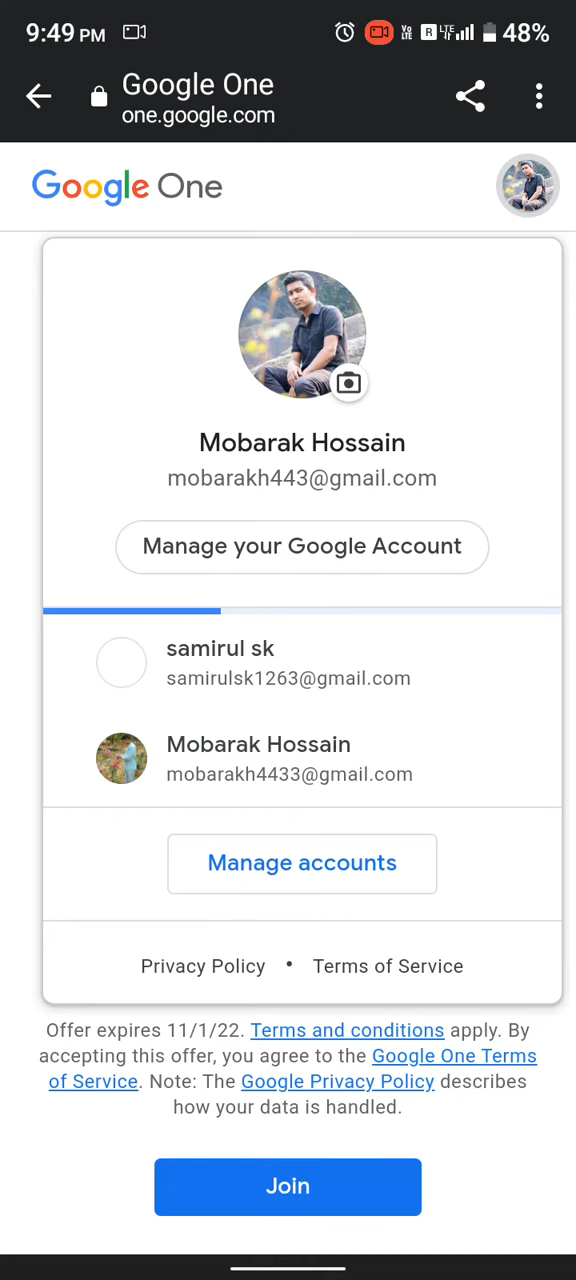 9:49 PM 48%
Google One
one.google.com
Google One
Mobarak Hossain
mobarakh443@gmail.com
Manage your Google Account
samirul sk
samirulsk1263@gmail.com
Mobarak Hossain
mobarakh4433@gmail.com
Manage accounts
Privacy Policy • Terms of Service
Offer expires 11/1/22. Terms and conditions apply. By
accepting this offer, you agree to the Google One Terms
of Service. Note: The Google Privacy Policy describes
how your data is handled.
Join